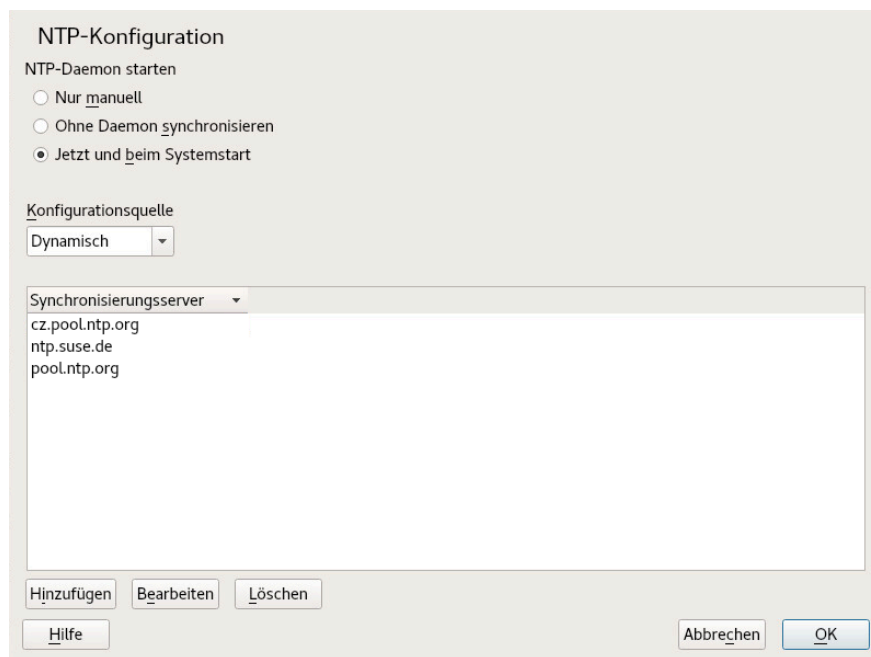 NTP-Konfiguration
NTP-Daemon starten
Nur manuell
Ohne Daemon synchronisieren
Jetzt und beim Systemstart
Konfigurationsquelle
Dynamisch
Synchronisierungsserver
cz.pool.ntp.org
ntp.suse.de
pool.ntp.org
Hinzufügen Bearbeiten Löschen
Hilfe Abbrechen OK